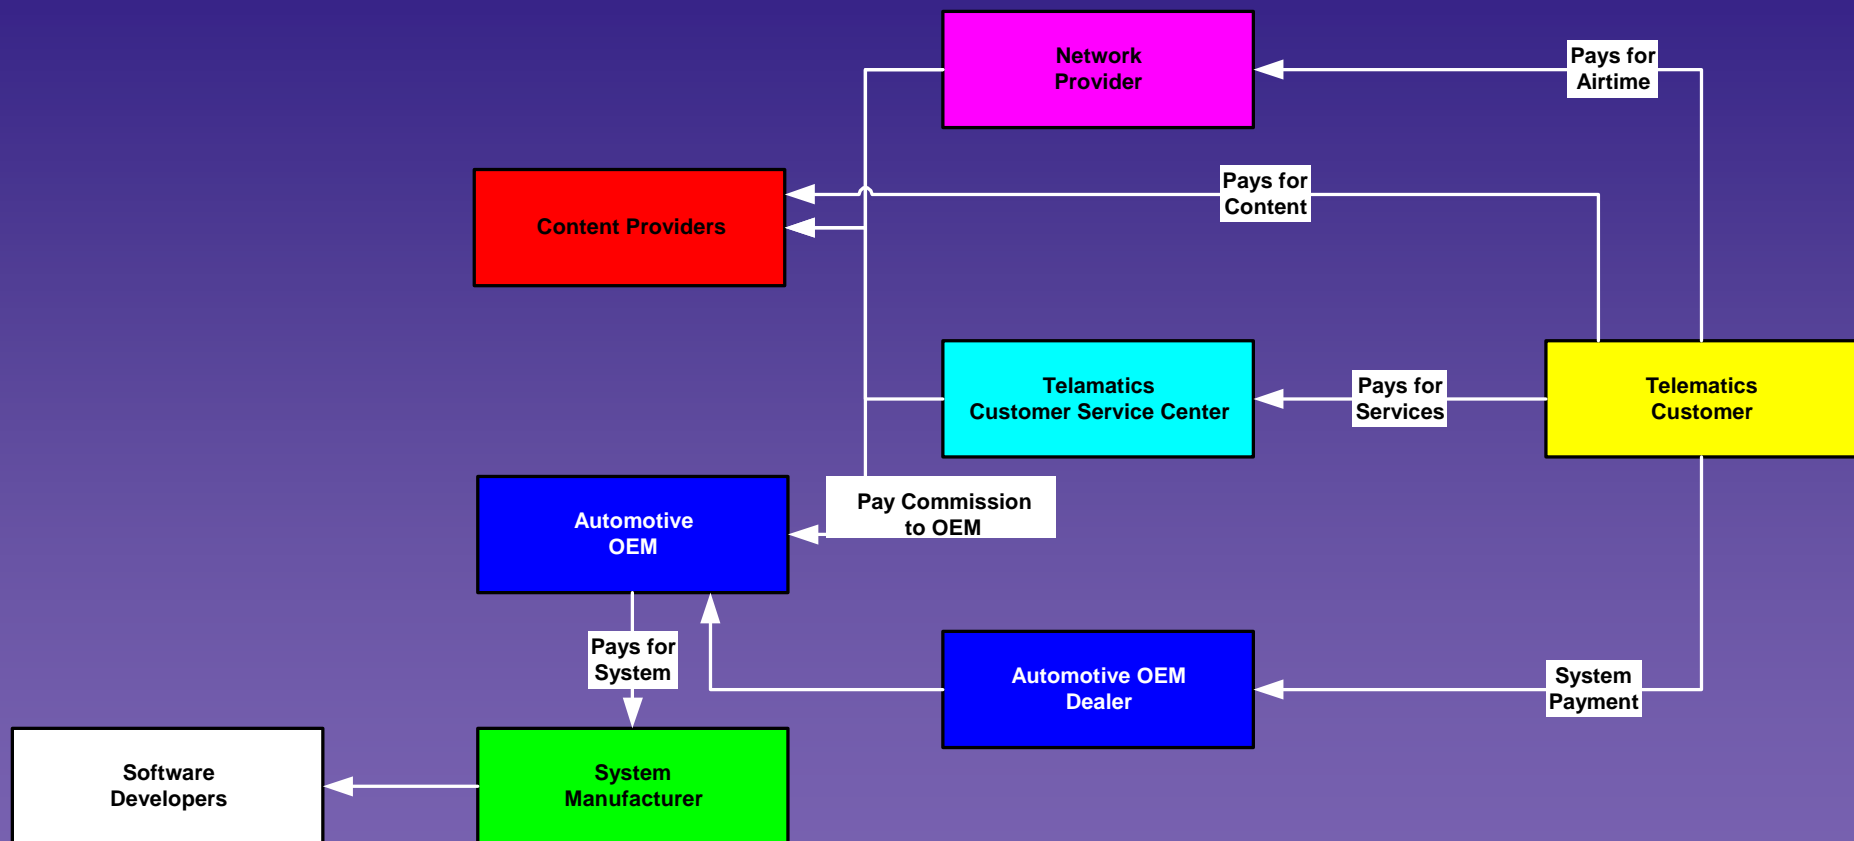 Network
Provider
Pays for
Airtime
Content Providers
Pays for
Content
Telamatics
Customer Service Center
Pays for
Services
Telematics
Customer
Automotive
OEM
Pay Commission
to OEM
Pays for
System
Automotive OEM
Dealer
System
Payment
Software
Developers
System
Manufacturer